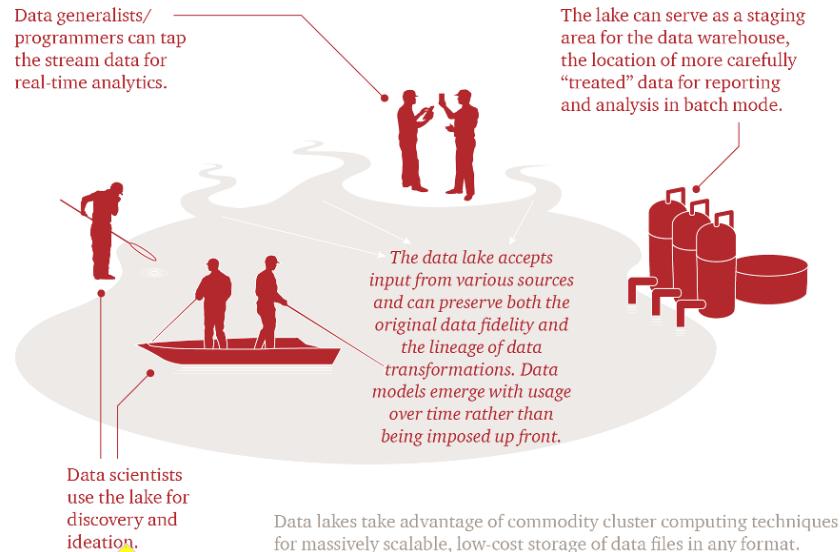 Data generalists/
programmers can tap
the stream data for
real-time analytics.
The lake can serve as a staging
area for the data warehouse,
the location of more carefully
“treated” data for reporting
and analysis in batch mode.
The data lake accepts
input from various sources
and can preserve both the
original data fidelity and
the lineage of data
transformations. Data
models emerge with usage
over time rather than
being imposed up front.
Data scientists
use the lake for
discovery and
ideation.
Data lakes take advantage of commodity cluster computing techniques
for massively scalable, low-cost storage of data files in any format.